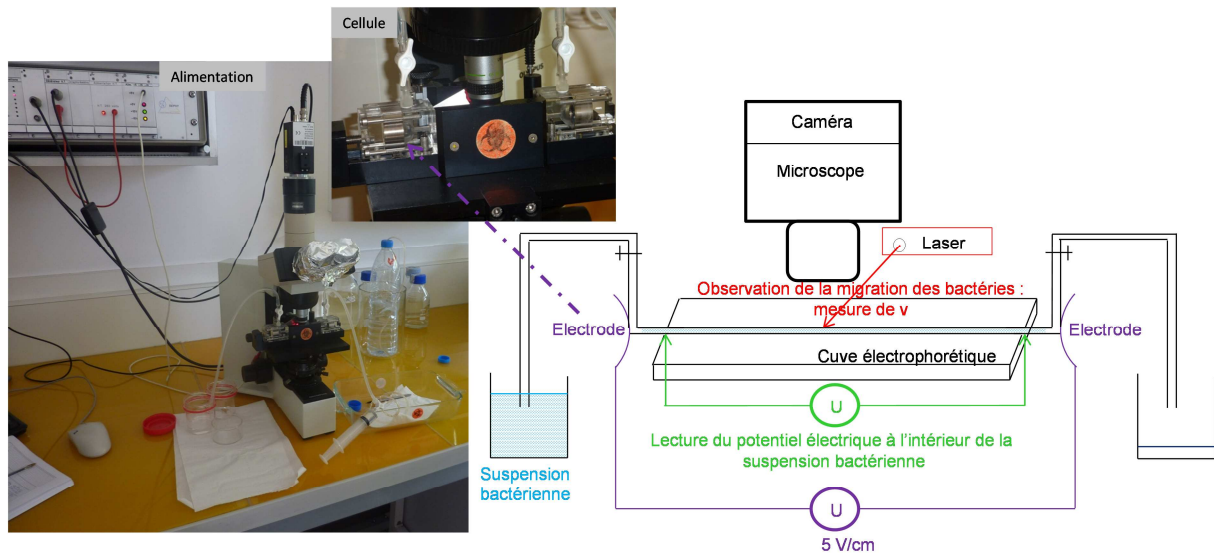 Cellule
Alimentation
OLYMPUS
U
Caméra
Microscope
Laser
Observation de la migration des bactéries :
mesure de v
Electrode
Electrode
Cuve électrophorétique
U
Lecture du potentiel électrique à l'intérieur de la
suspension bactérienne
Suspension
bactérienne
U
5 V/cm